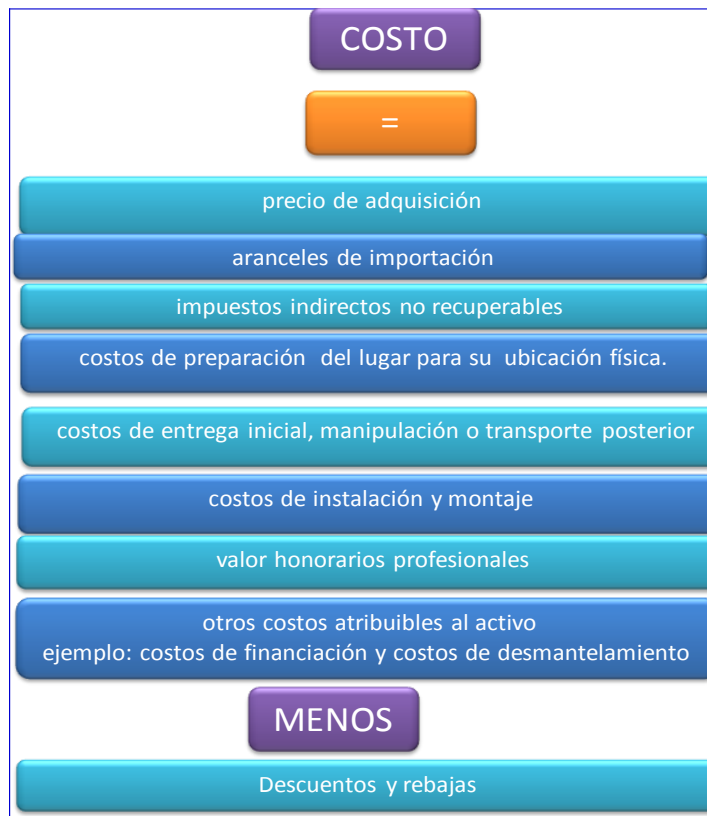 COSTO
=
precio de adquisición
aranceles de importación
impuestos indirectos no recuperables
costos de preparación del lugar para su ubicación física.
costos de entrega inicial, manipulación o transporte posterior
costos de instalación y montaje
valor honorarios profesionales
otros costos atribuibles al activo
ejemplo: costos de financiación y costos de desmantelamiento
MENOS
Descuentos y rebajas